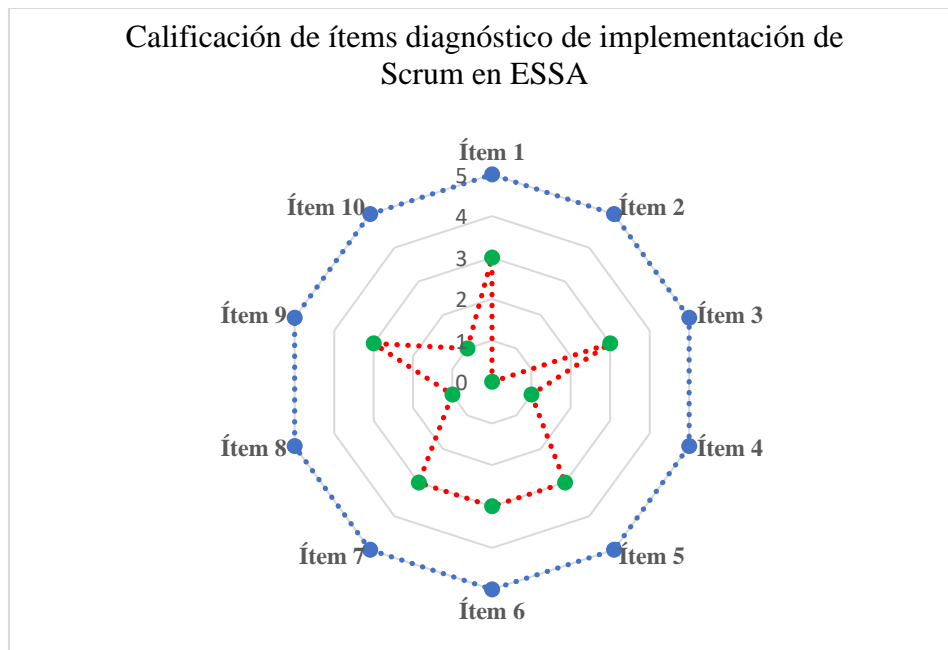 Calificación de ítems diagnóstico de implementación de
Scrum en ESSA
Ítem 1
5
Ítem 10
Ítem 2
4
3
Ítem 9
Ítem 3
2
1
0
Ítem 8
Ítem 4
Ítem 7
Ítem 5
Ítem 6